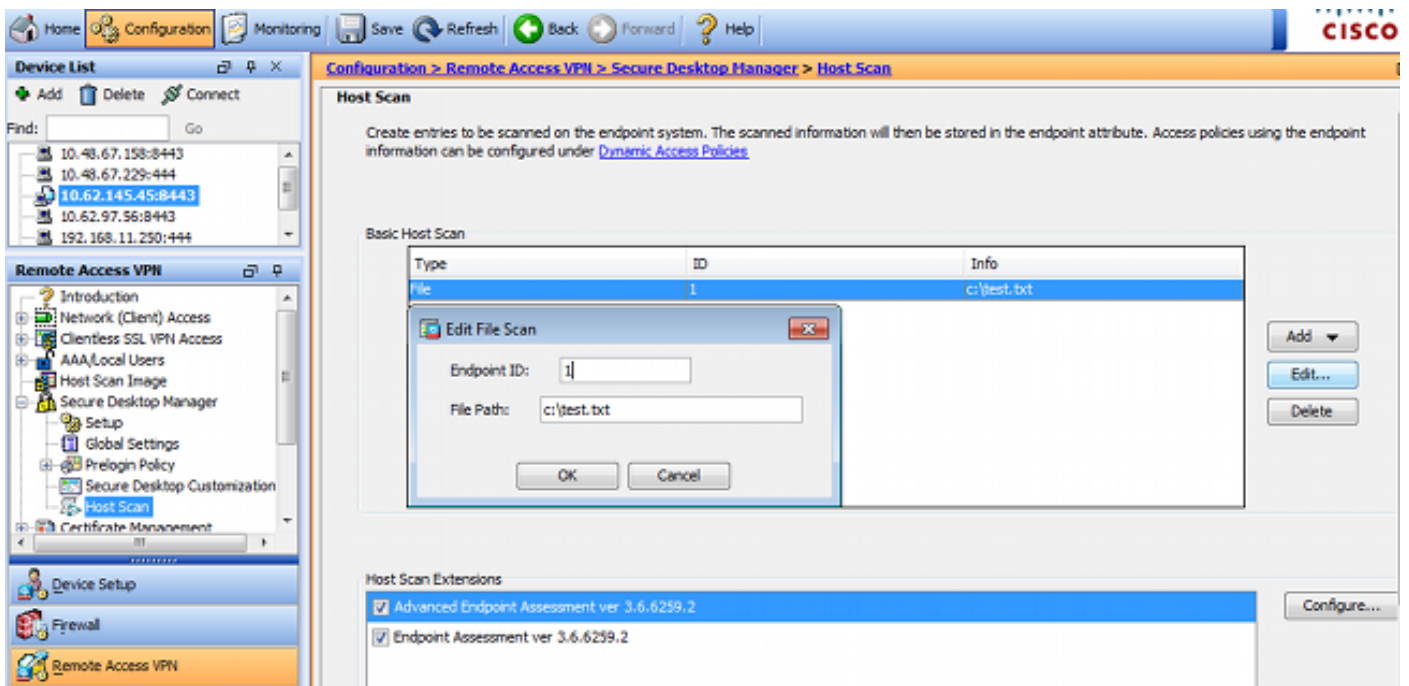 Home Configuration Monitoring Save Refresh Back Forward Help
CISCO
Device List
Add Delete Connect
Find: Go
10.48.67.158:8443
10.48.67.229:444
10.62.145.45:8443
10.62.97.56:8443
192.168.11.250:444
Remote Access VPN
Introduction
Network (Client) Access
Clientless SSL VPN Access
AAA/Local Users
Host Scan Image
Secure Desktop Manager
Setup
Global Settings
Prelogin Policy
Secure Desktop Customization
Host Scan
Certificate Management
Device Setup
Firewall
Remote Access VPN
Configuration > Remote Access VPN > Secure Desktop Manager > Host Scan
Host Scan
Create entries to be scanned on the endpoint system. The scanned information will then be stored in the endpoint attribute. Access policies using the endpoint
information can be configured under Dynamic Access Policies
Basic Host Scan
Type ID Info
File 1 c:\test.txt
Edit File Scan
Endpoint ID: 1
File Path: c:\test.txt
OK Cancel
Add
Edit...
Delete
Host Scan Extensions
Advanced Endpoint Assessment ver 3.6.6259.2
Endpoint Assessment ver 3.6.6259.2
Configure...